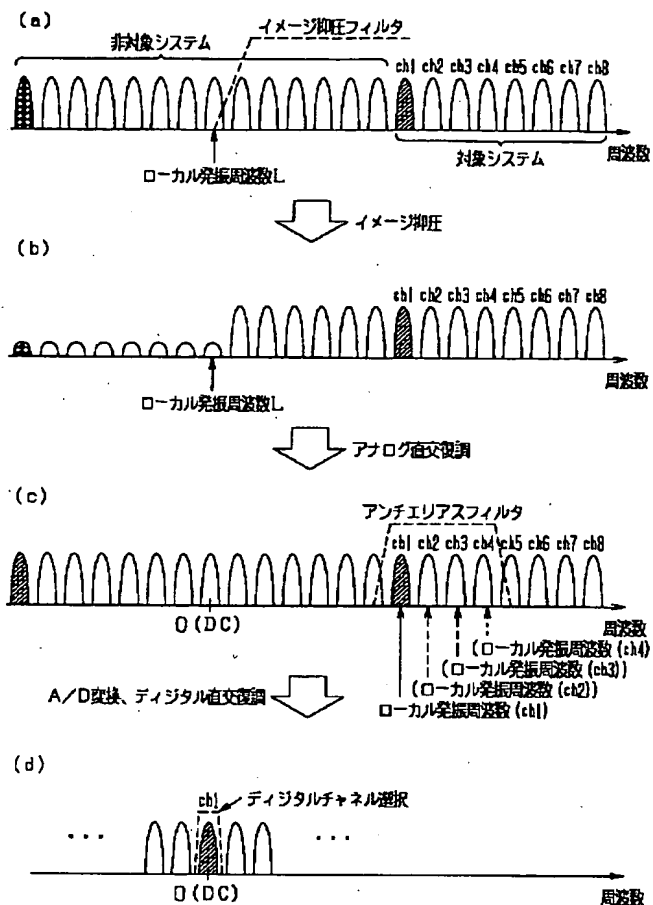 (a)
イメージ抑圧フィルタ
非対象システム
ch1 ch2 ch3 ch4 ch5 ch6 ch7 ch8
周波数
ローカル発振周波数L
対象システム
イメージ抑圧
(b)
ch1 ch2 ch3 ch4 ch5 ch6 ch7 ch8
周波数
ローカル発振周波数L
アナログ直交復調
(c)
アンチエリアスフィルタ
ch1 ch2 ch3 ch4 ch5 ch6 ch7 ch8
0(DC)
周波数
(ローカル発振周波数(ch4)
(ローカル発振周波数(ch3))
(ローカル発振周波数(ch2))
A/D変換、ディジタル直交復調
ローカル発振周波数(ch1)
(d)
ch1
ディジタルチャネル選択
... ...
0(DC)
周波数